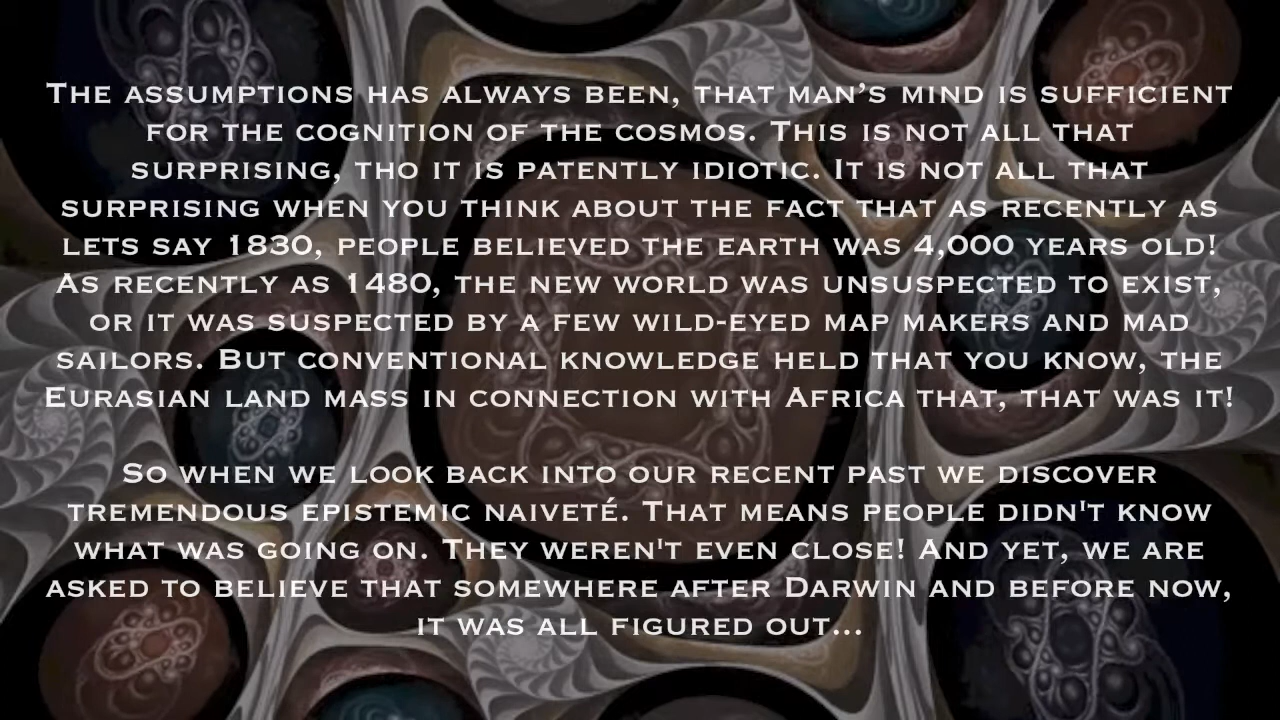 The assumptions has always been, that man’s mind is sufficient
for the cognition of the cosmos. This is not all that
surprising, tho it is patently idiotic. It is not all that
surprising when you think about the fact that as recently as
lets say 1830, people believed the earth was 4,000 years old!
As recently as 1480, the new world was unsuspected to exist,
or it was suspected by a few wild-eyed map makers and mad
sailors. But conventional knowledge held that you know, the
Eurasian land mass in connection with Africa that, that was it!
So when we look back into our recent past we discover
tremendous epistemic naiveté. That means people didn't know
what was going on. They weren't even close! And yet, we are
asked to believe that somewhere after Darwin and before now,
it was all figured out...